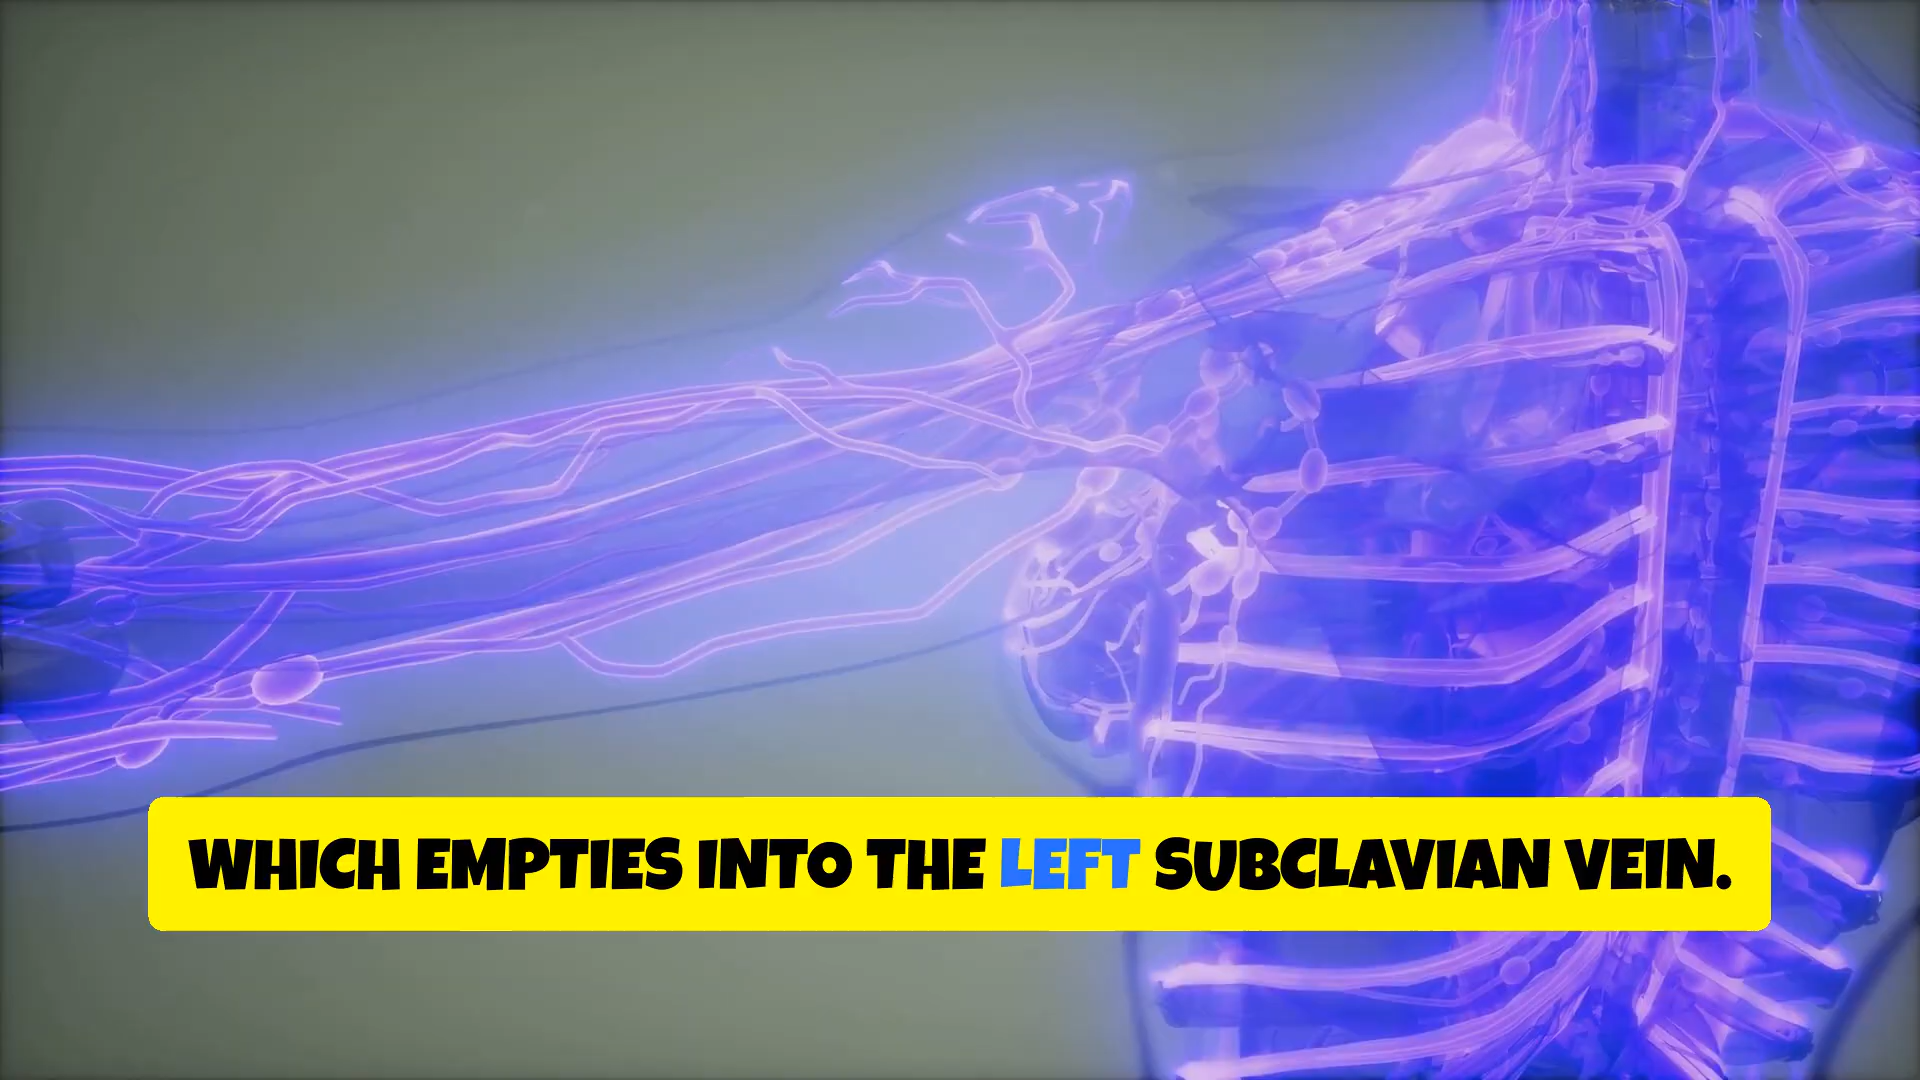 WHICH EMPTIES INTO THE LEFT SUBCLAVIAN VEIN.